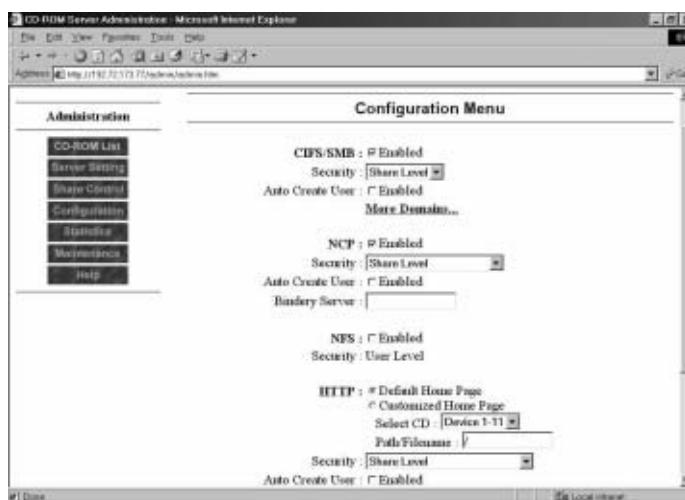 CD-ROM Server Administration - Microsoft Internet Explorer
File Edit View Favorites Tools Help
Address
Administration
CD-ROM List
Server Setting
Share Control
Configuration
Statistics
Maintenance
Help
Configuration Menu
CIFS/SMB : Enabled
Security : Share Level
Auto Create User : Enabled
More Domains...
NCP : Enabled
Security : Share Level
Auto Create User : Enabled
Bindery Server :
NFS : Enabled
Security : User Level
HTTP : Default Home Page
Customized Home Page
Select CD : Device 1-11
Path/Filename : /
Security : Share Level
Auto Create User : Enabled
Done
Local intranet